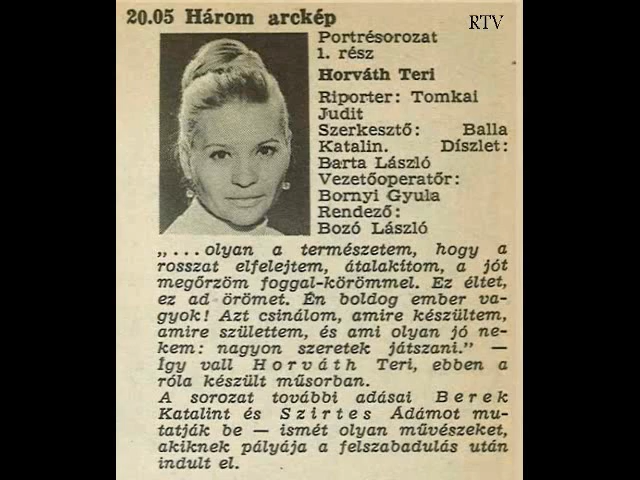 20.05 Három arckép
RTV
Portrésorozat
1. rész
Horváth Teri
Riporter: Tomkai
Judit
Szerkesztő: Balla
Katalin. Díszlet:
Barta László
Vezetőoperatőr:
Bornyi Gyula
Rendező:
Bozó László
„...olyan a természetem, hogy a
rosszat elfelejtem, átalakítom, a jót
megőrzöm foggal-körömmel. Ez éltet,
ez ad örömet. Én boldog ember va-
gyok! Azt csinálom, amire készültem,
amire születtem, és ami olyan jó ne-
kem: nagyon szeretek játszani.” —
Így vall Horváth Teri, ebben a
róla készült műsorban.
A sorozat további adásai Berek
Katalint és Szirtes Ádámot mu-
tatják be — ismét olyan művészeket,
akiknek pályája a felszabadulás után
indult el.